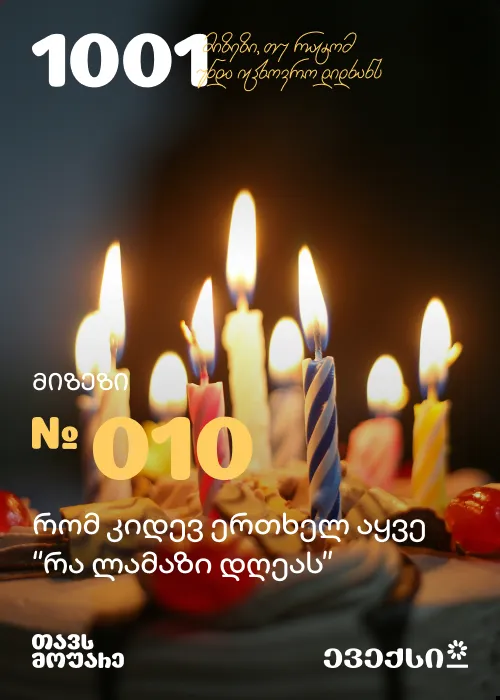 1001 მიზეზი, თუ რატომ
უნდა იცხოვრო დიდხანს
მიზეზი
№ 010
რომ კიდევ ერთხელ აყვე
"რა ლამაზი დღეას"
თავს
მოუარე
ევექსი